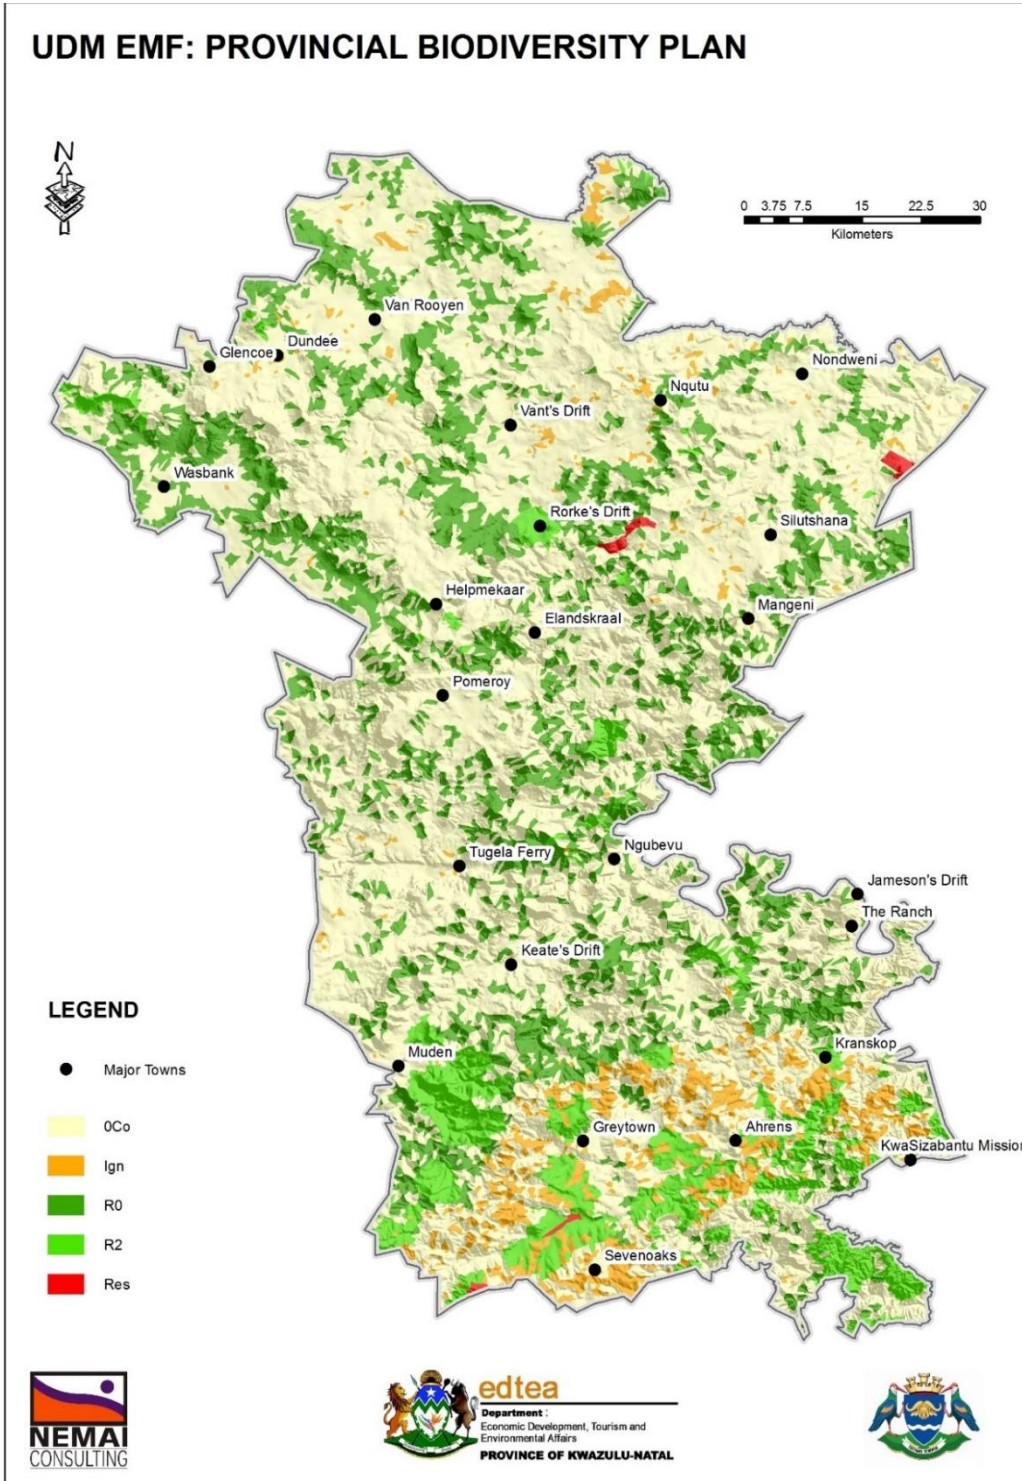 UDM EMF: PROVINCIAL BIODIVERSITY PLAN
N
0 3.75 7.5 15 22.5 30
Kilometers
Van Rooyen
Dundee
Glencoe
Nondweni
Nqutu
Vant's Drift
Wasbank
Rorke's Drift
Silutshana
Helpmekaar
Mangeni
Elandskraal
Pomeroy
Ngubevu
Tugela Ferry
Jameson's Drift
The Ranch
Keate's Drift
LEGEND
Kranskop
Muden
Major Towns
0Co
Greytown
Ahrens
KwaSizabantu Mission
Ign
R0
R2
Sevenoaks
Res
NEMAI
CONSULTING
edtea
Department :
Economic Development, Tourism and
Environmental Affairs
PROVINCE OF KWAZULU-NATAL